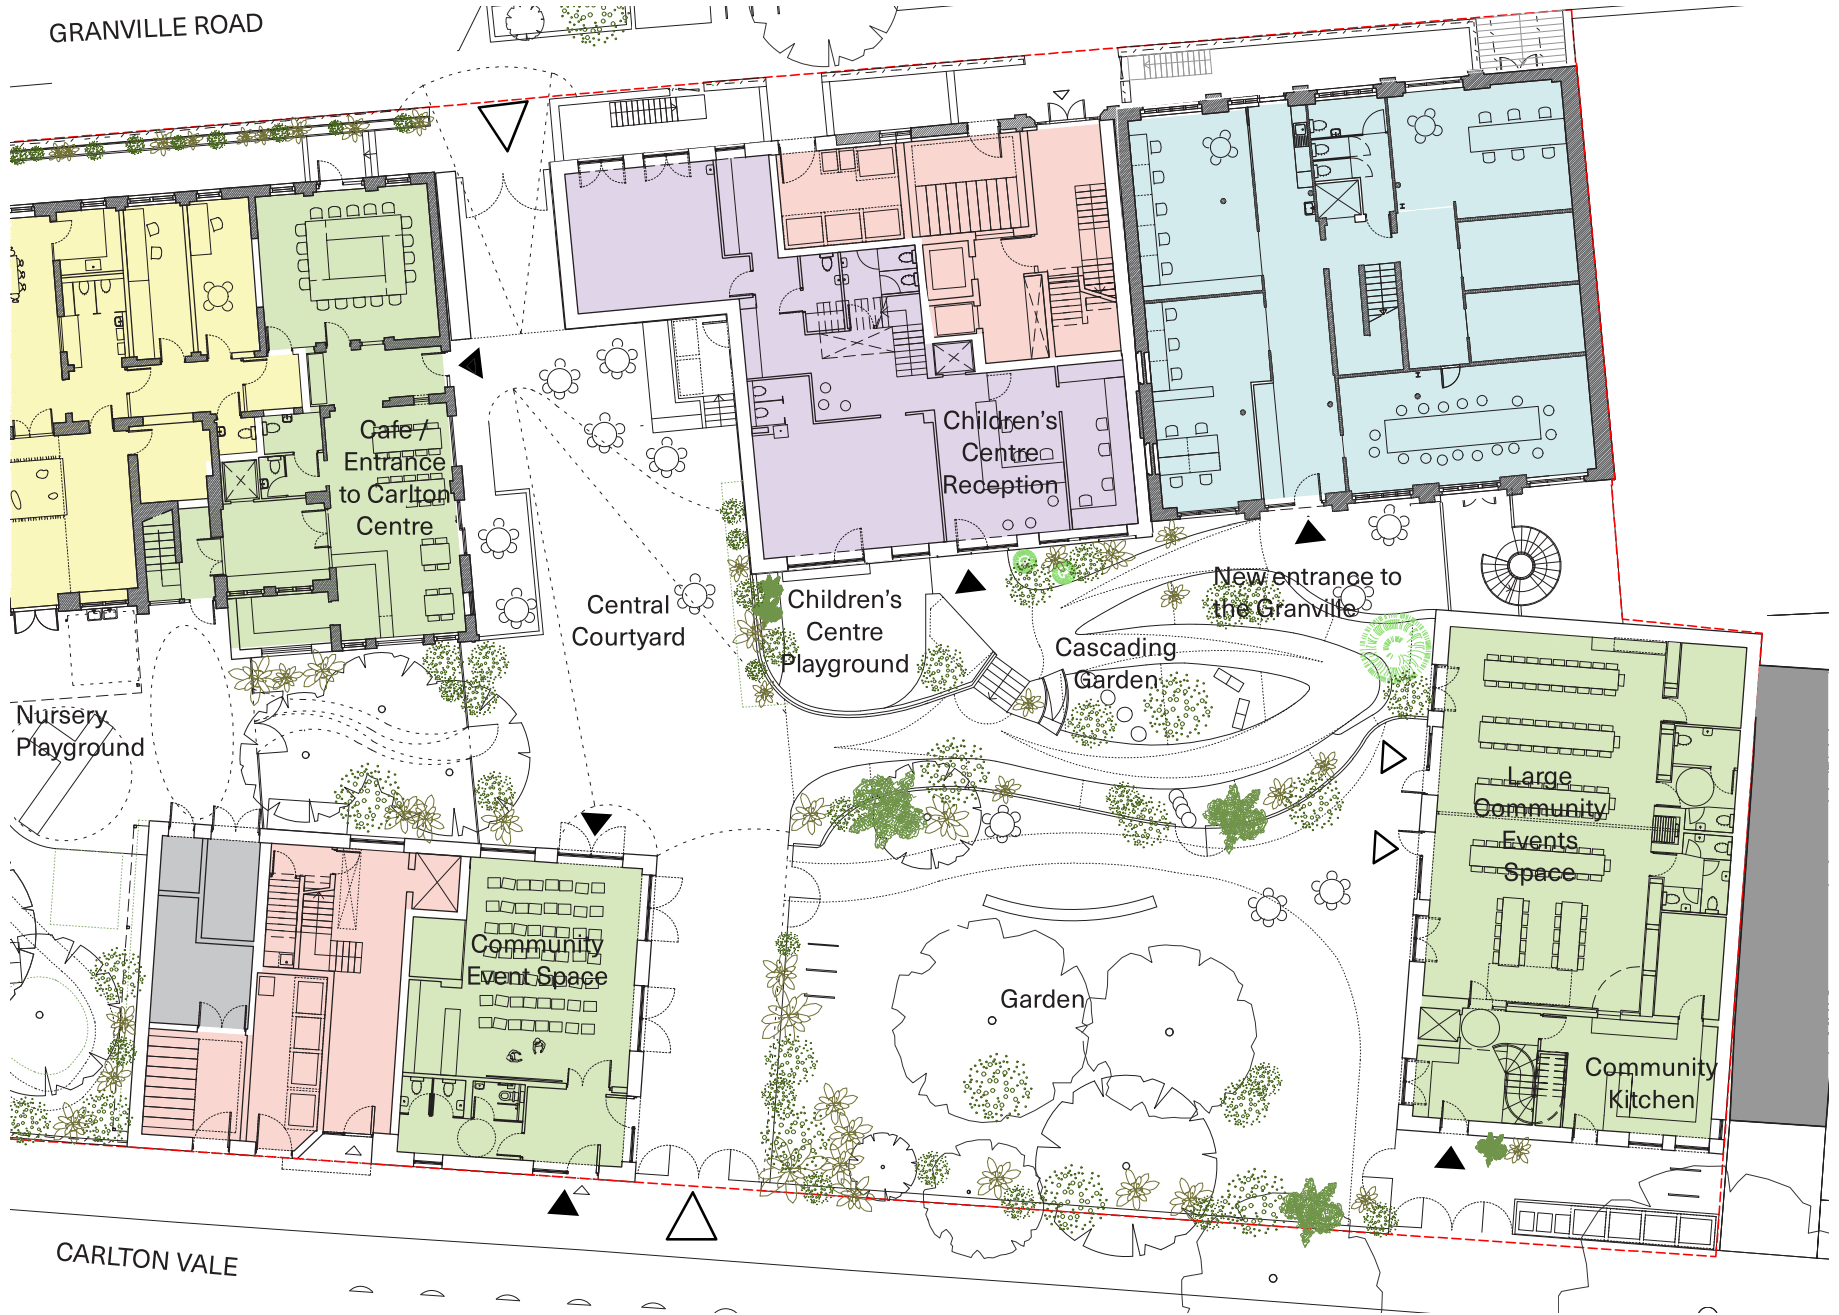 GRANVILLE ROAD
Cafe /
Entrance
to Carlton
Centre
Children's
Centre
Reception
Central
Courtyard
Children's
Centre
Playground
New entrance to
the Granville
Cascading
Garden
Nursery
Playground
Large
Community
Events
Space
Community
Event Space
Garden
Community
Kitchen
CARLTON VALE